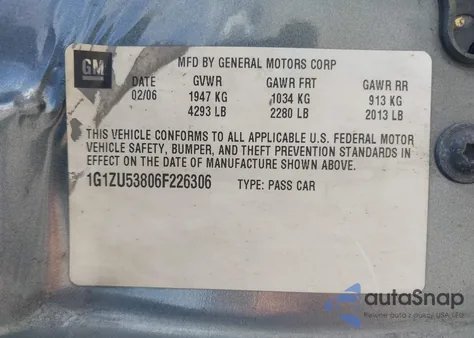 GM
MFD BY GENERAL MOTORS CORP
DATE GVWR GAWR FRT GAWR RR
02/06 1947 KG 1034 KG 913 KG
4293 LB 2280 LB 2013 LB
THIS VEHICLE CONFORMS TO ALL APPLICABLE U.S. FEDERAL MOTOR
VEHICLE SAFETY, BUMPER, AND THEFT PREVENTION STANDARDS IN
EFFECT ON THE DATE OF MANUFACTURE SHOWN ABOVE.
1G1ZU53806F226306 TYPE: PASS CAR
autoSnap
Pewne auto z